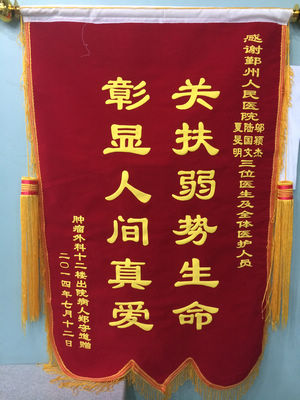 感谢鄞州人民医院
邬颖杰
陆国文
夏旻明
三位医生及全体医护人员
关扶弱势生命
彰显人间真爱
肿瘤外科十二楼出院病人郑守道赠
二〇一四年七月十二日